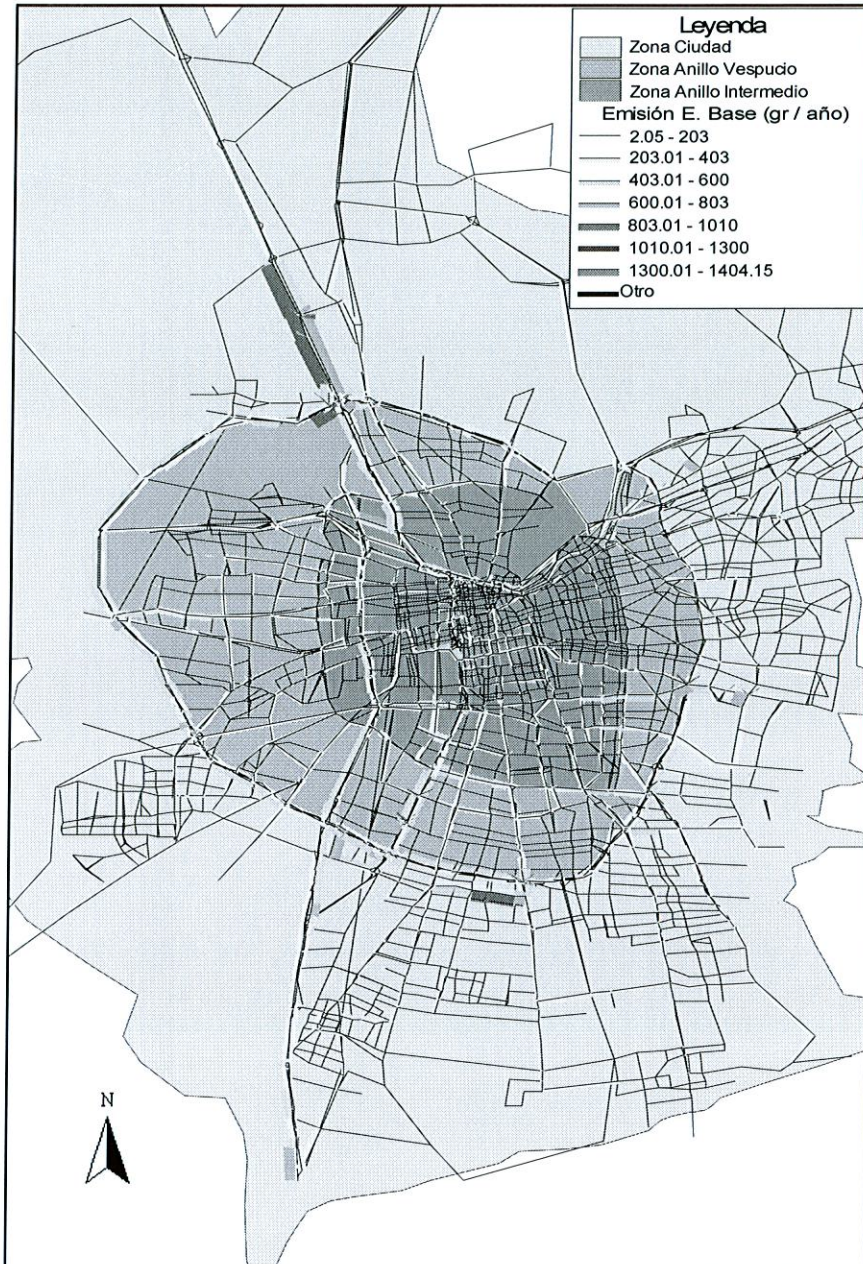 Leyenda
Zona Ciudad
Zona Anillo Vespucio
Zona Anillo Intermedio
Emisión E. Base (gr / año)
2.05 - 203
203.01 - 403
403.01 - 600
600.01 - 803
803.01 - 1010
1010.01 - 1300
1300.01 - 1404.15
Otro
N